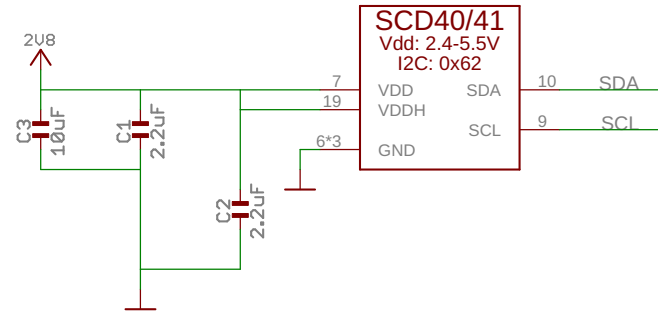 SCD40/41
Vdd: 2.4-5.5V
I2C: 0x62
2V8
7
VDD
SDA
10
SDA
19
VDDH
C3
10uF
C1
2.2uF
SCL
9
SCL
6*3
GND
C2
2.2uF